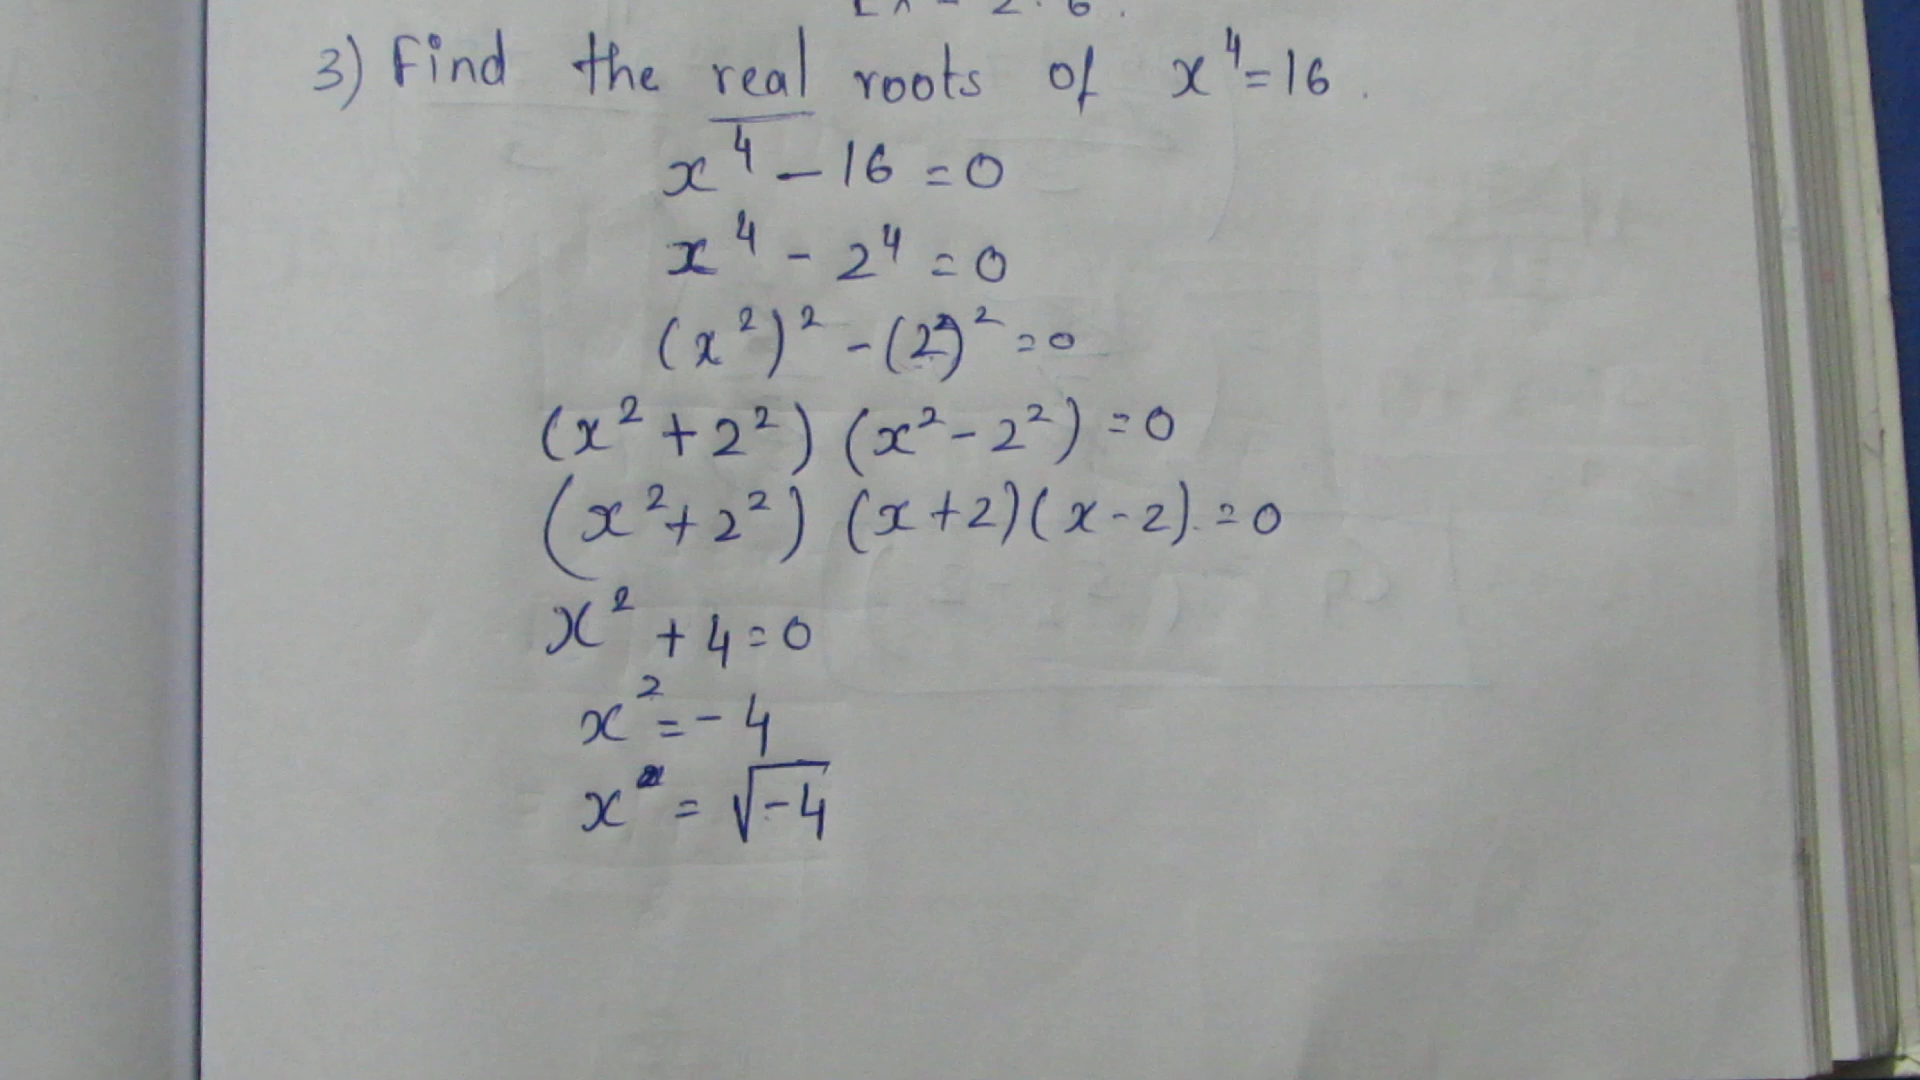 3) Find the real roots of x⁴=16.
x⁴-16=0
x⁴-2⁴=0
(x²)²-(2²)²=0
(x²+2²)(x²-2²)=0
(x²+2²)(x+2)(x-2)=0
x²+4=0
x²=-4
x=√-4